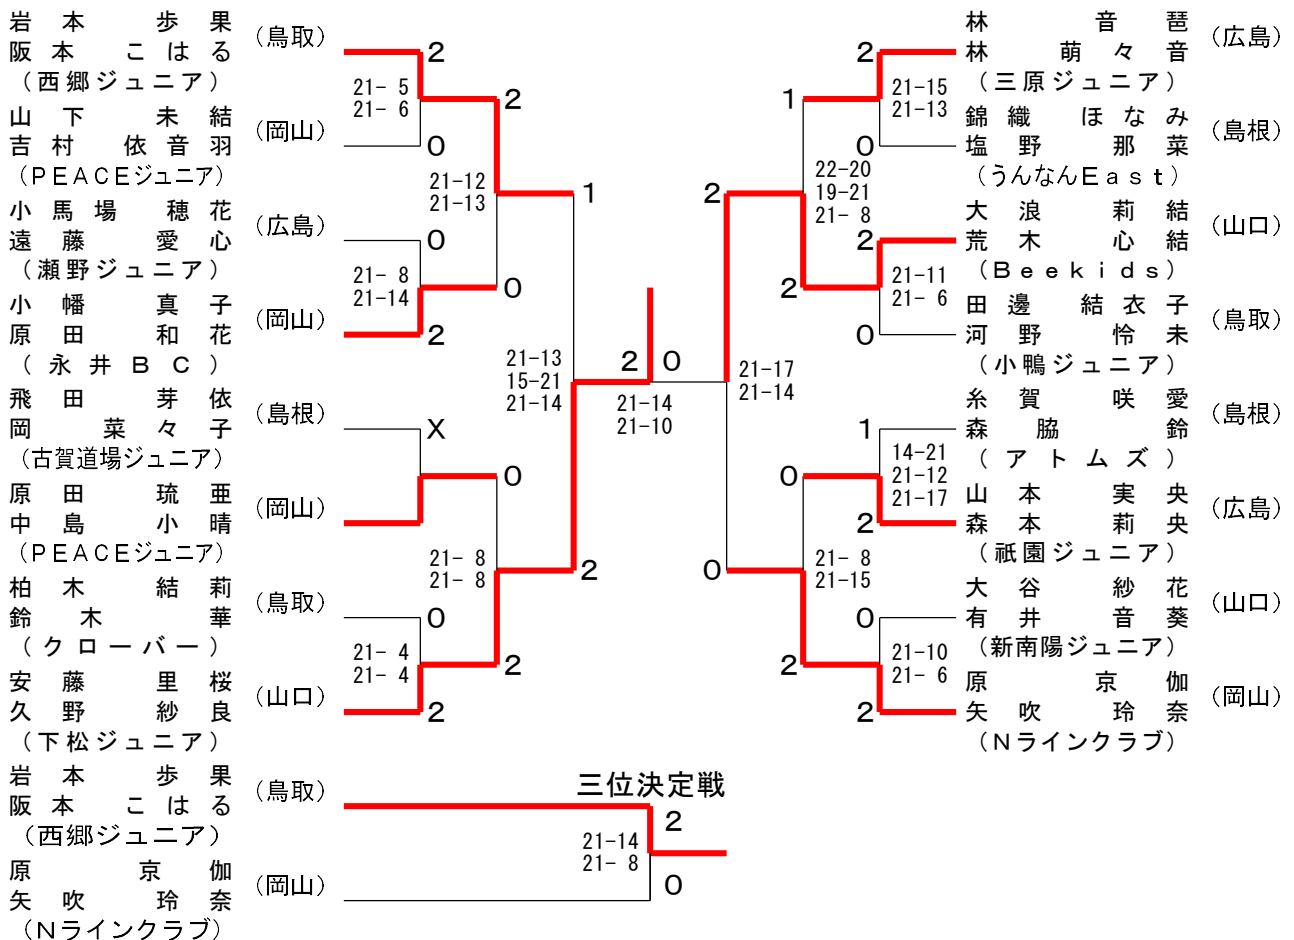 岩本 歩果
阪本 こはる
(西郷ジュニア)
(鳥取)
2
21- 5
21- 6
山下 未結
吉村 依音羽
(PEACEジュニア)
(岡山)
0
2
21-12
21-13
小馬場 穂花
遠藤 愛心
(瀬野ジュニア)
(広島)
0
21- 8
21-14
小幡 真子
原田 和花
(永井BC)
(岡山)
2
0
1
21-13
15-21
21-14
飛田 芽依
岡 菜々子
(古賀道場ジュニア)
(島根)
X
原田 琉亜
中島 小晴
(PEACEジュニア)
(岡山)
0
21- 8
21- 8
柏木 結莉
鈴木 華
(クローバー)
(鳥取)
0
21- 4
21- 4
安藤 里桜
久野 紗良
(下松ジュニア)
(山口)
2
2
2
2 0
21-14
21-10
林 音琶
林 萌々音
(三原ジュニア)
(広島)
2
21-15
21-13
錦織 ほなみ
塩野 那菜
(うんなんEast)
(島根)
0
1
22-20
19-21
21- 8
大浪 莉結
荒木 心結
(Beekids)
(山口)
2
21-11
21- 6
田邊 結衣子
河野 怜未
(小鴨ジュニア)
(鳥取)
0
2
2
21-17
21-14
糸賀 咲愛
森脇 鈴
(アトムズ)
(島根)
1
14-21
21-12
21-17
山本 実央
森本 莉央
(祇園ジュニア)
(広島)
2
0
21- 8
21-15
大谷 紗花
有井 音葵
(新南陽ジュニア)
(山口)
0
21-10
21- 6
原 京伽
矢吹 玲奈
(Nラインクラブ)
(岡山)
2
2
0
三位決定戦
岩本 歩果
阪本 こはる
(西郷ジュニア)
(鳥取)
2
21-14
21- 8
原 京伽
矢吹 玲奈
(Nラインクラブ)
(岡山)
0